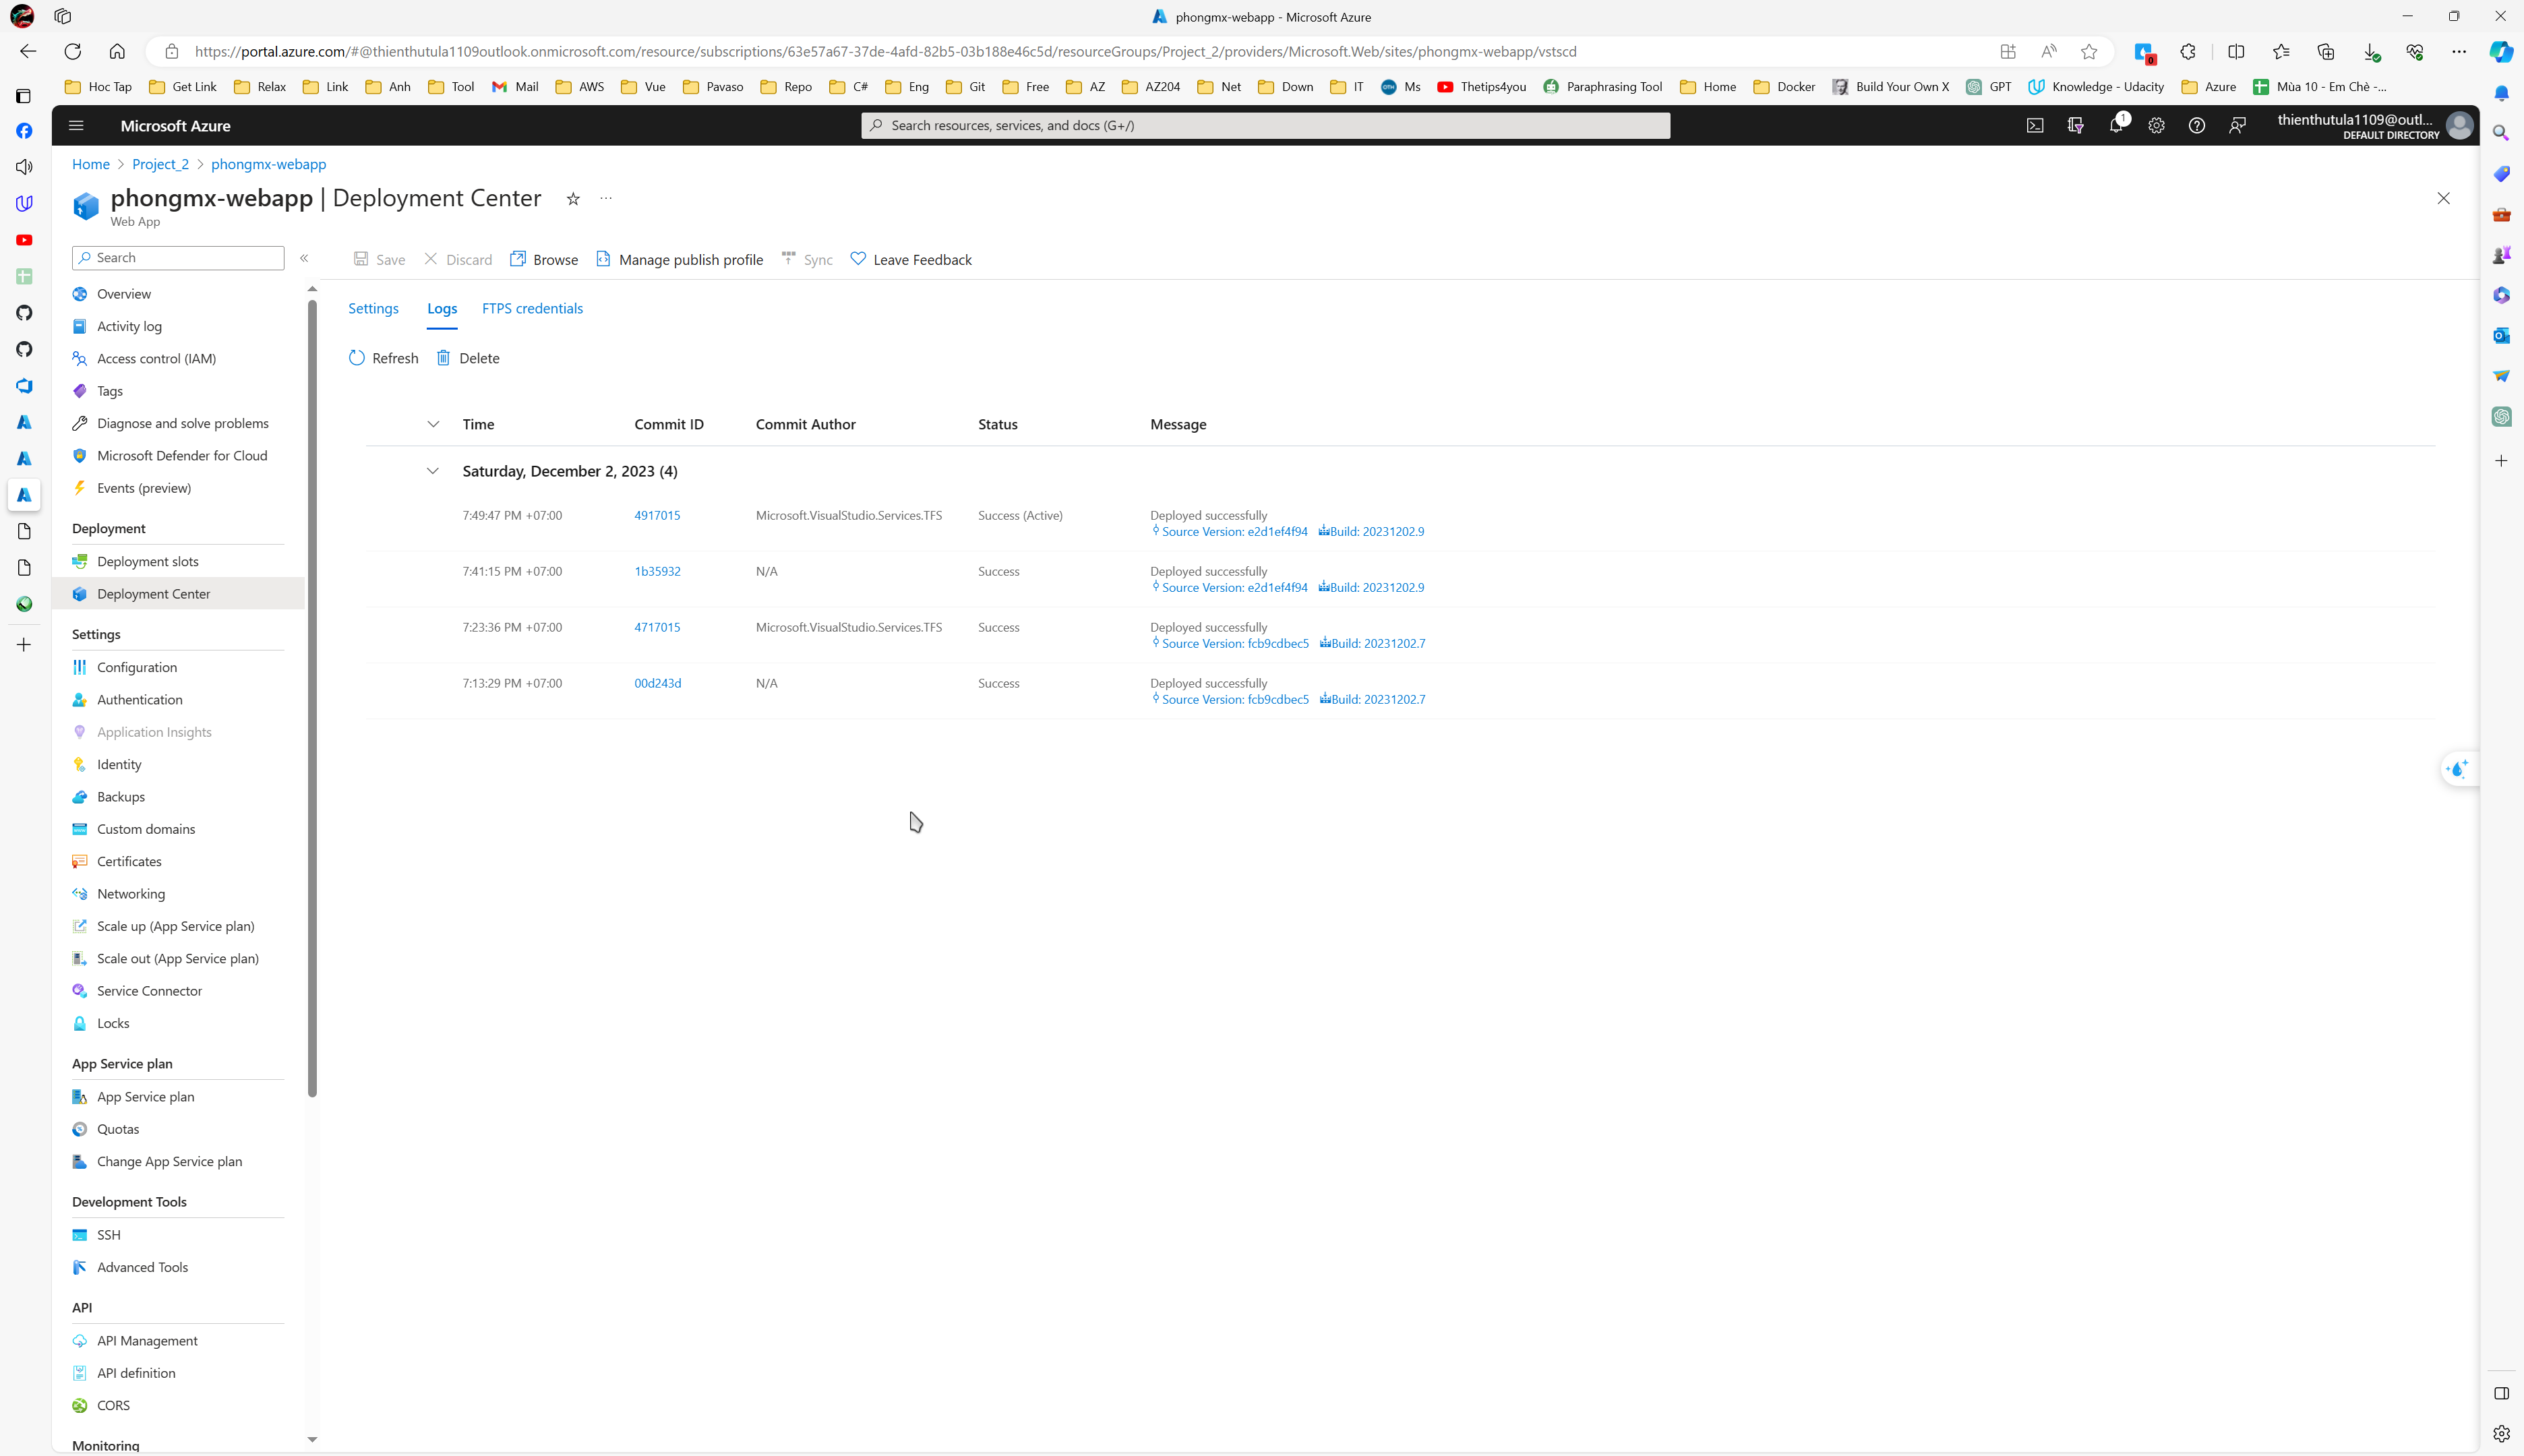 phongmx-webapp - Microsoft Azure
https://portal.azure.com/#@thienthutula1109outlook.onmicrosoft.com/resource/subscriptions/63e57a67-37de-4afd-82b5-03b188e46c5d/resourceGroups/Project_2/providers/Microsoft.Web/sites/phongmx-webapp/vstscd
0
Hoc Tap Get Link Relax Link Anh Tool Mail AWS Vue Pavaso Repo C# Eng Git Free AZ AZ204 Net Down IT Ms Thetips4you Paraphrasing Tool Home Docker Build Your Own X GPT Knowledge - Udacity Azure Mùa 10 - Em Chè -...
Microsoft Azure
Search resources, services, and docs (G+/)
1
thienthutula1109@outl...
DEFAULT DIRECTORY
Home > Project_2 > phongmx-webapp
phongmx-webapp | Deployment Center
Web App
Search
Save Discard Browse Manage publish profile Sync Leave Feedback
Overview
Activity log
Access control (IAM)
Tags
Diagnose and solve problems
Microsoft Defender for Cloud
Events (preview)
Deployment
Deployment slots
Deployment Center
Settings
Configuration
Authentication
Application Insights
Identity
Backups
Custom domains
Certificates
Networking
Scale up (App Service plan)
Scale out (App Service plan)
Service Connector
Locks
App Service plan
App Service plan
Quotas
Change App Service plan
Development Tools
SSH
Advanced Tools
API
API Management
API definition
CORS
Monitoring
Settings Logs FTPS credentials
Refresh Delete
Time Commit ID Commit Author Status Message
Saturday, December 2, 2023 (4)
7:49:47 PM +07:00 4917015 Microsoft.VisualStudio.Services.TFS Success (Active) Deployed successfully
Source Version: e2d1ef4f94 Build: 20231202.9
7:41:15 PM +07:00 1b35932 N/A Success Deployed successfully
Source Version: e2d1ef4f94 Build: 20231202.9
7:23:36 PM +07:00 4717015 Microsoft.VisualStudio.Services.TFS Success Deployed successfully
Source Version: fcb9cdbec5 Build: 20231202.7
7:13:29 PM +07:00 00d243d N/A Success Deployed successfully
Source Version: fcb9cdbec5 Build: 20231202.7